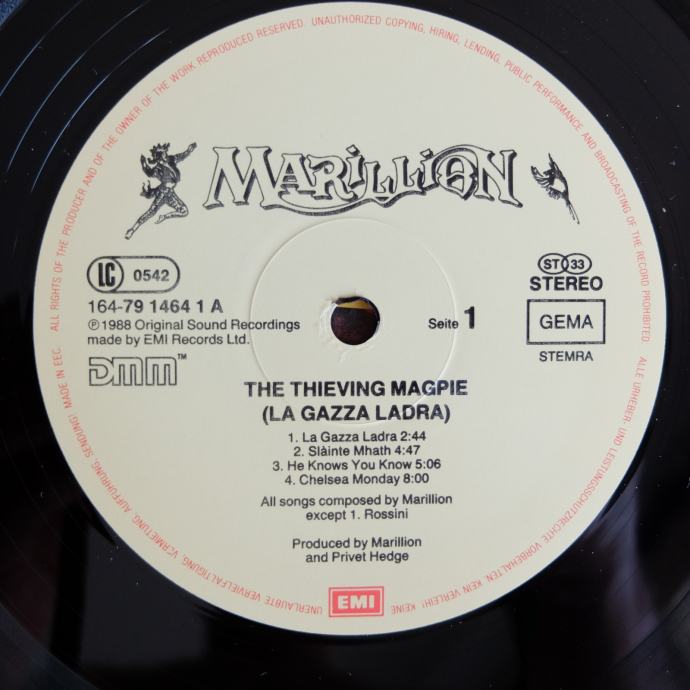 MARILLION
LC 0542
164-79 1464 1 A
℗ 1988 Original Sound Recordings
made by EMI Records Ltd.
DMM™
Seite 1
ST 33
STEREO
GEMA
STEMRA
THE THIEVING MAGPIE
(LA GAZZA LADRA)
1. La Gazza Ladra 2:44
2. Slàinte Mhath 4:47
3. He Knows You Know 5:06
4. Chelsea Monday 8:00
All songs composed by Marillion
except 1. Rossini
Produced by Marillion
and Privet Hedge
EMI
ALL RIGHTS OF THE PRODUCER AND OF THE OWNER OF THE WORK REPRODUCED RESERVED. UNAUTHORIZED COPYING, HIRING, LENDING, PUBLIC PERFORMANCE AND BROADCASTING OF THE RECORD PROHIBITED. ALLE URHEBER- UND LEISTUNGSSCHUTZRECHTE VORBEHALTEN. KEIN VERLEIH! KEINE UNERLAUBTE VERVIELFÄLTIGUNG, VERMIETUNG, AUFFÜHRUNG, SENDUNG! MADE IN EEC